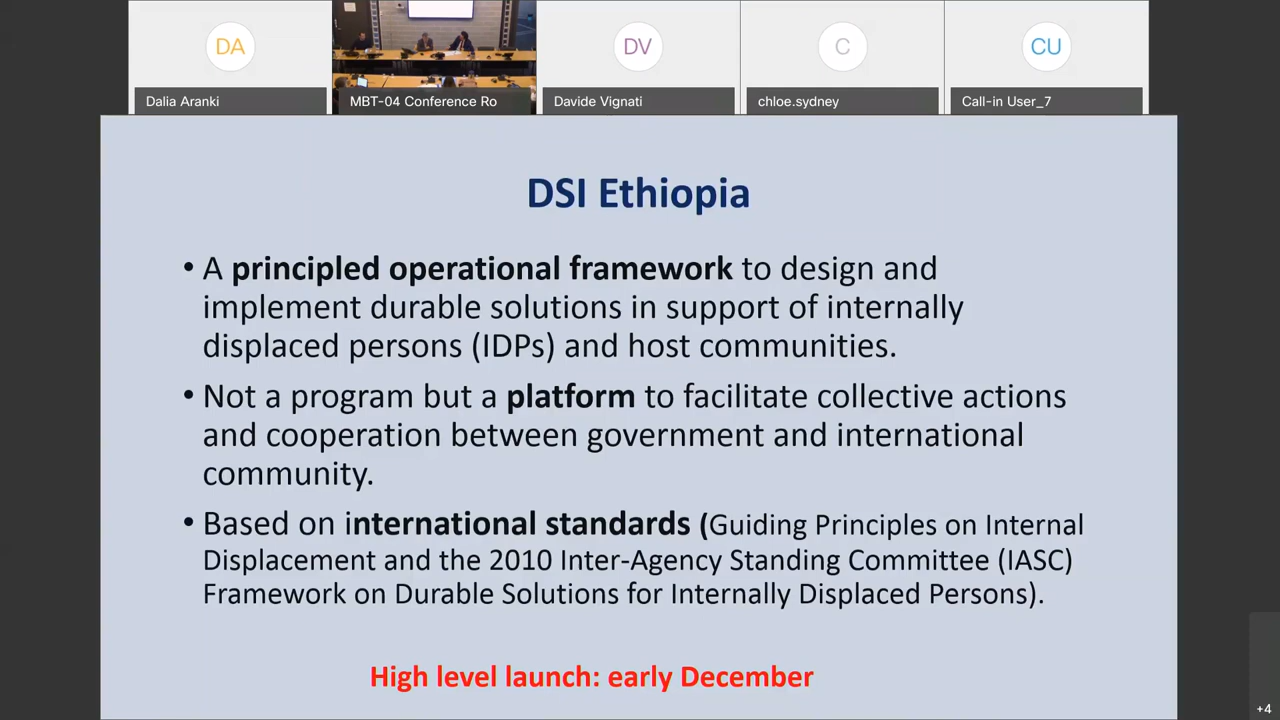 DA
DV
C
CU
Dalia Aranki
MBT-04 Conference Ro
Davide Vignati
chloe.sydney
Call-in User_7
DSI Ethiopia
• A principled operational framework to design and
implement durable solutions in support of internally
displaced persons (IDPs) and host communities.
• Not a program but a platform to facilitate collective actions
and cooperation between government and international
community.
• Based on international standards (Guiding Principles on Internal
Displacement and the 2010 Inter-Agency Standing Committee (IASC)
Framework on Durable Solutions for Internally Displaced Persons).
High level launch: early December
+4